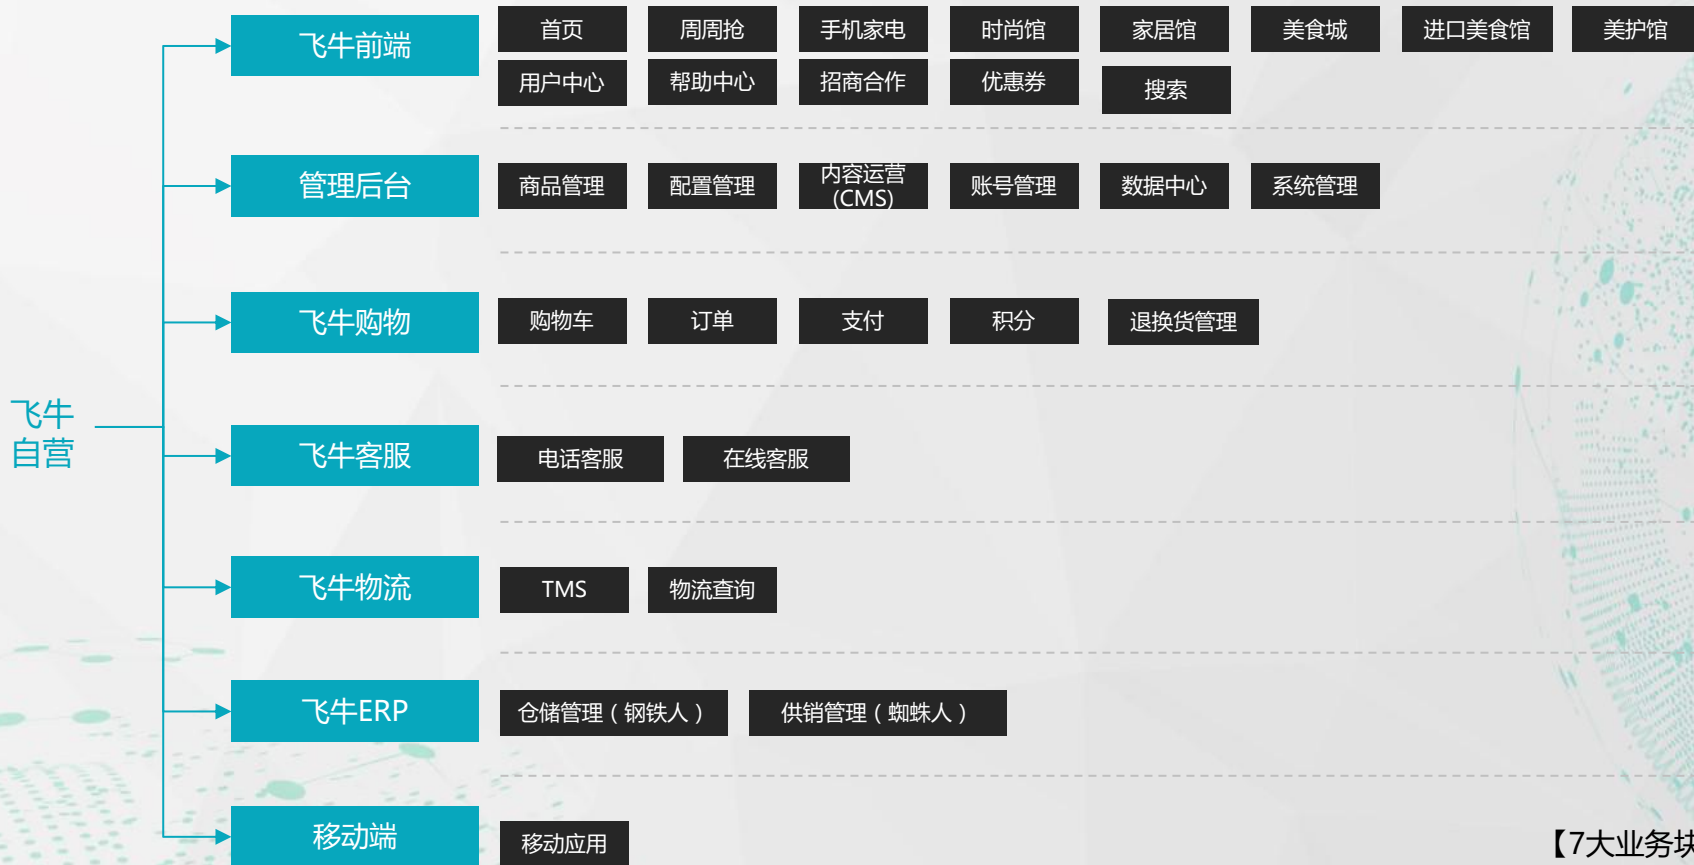 飞牛
自营
飞牛前端
首页 周周抢 手机家电 时尚馆 家居馆 美食城 进口美食馆 美护馆
用户中心 帮助中心 招商合作 优惠券 搜索
管理后台
商品管理 配置管理 内容运营 账号管理 数据中心 系统管理
(CMS)
飞牛购物
购物车 订单 支付 积分 退换货管理
飞牛客服
电话客服 在线客服
飞牛物流
TMS 物流查询
飞牛ERP
仓储管理（钢铁人） 供销管理（蜘蛛人）
移动端
移动应用
【7大业务块